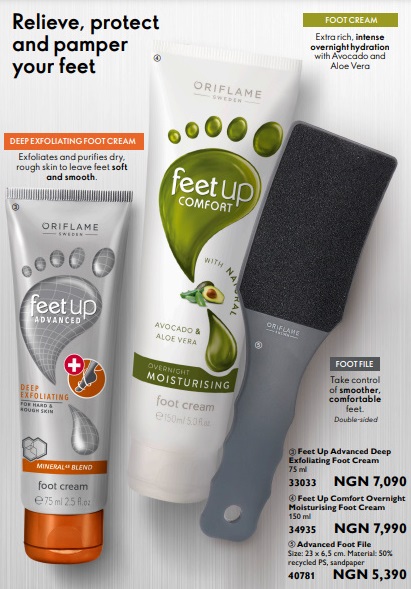 Relieve, protect
and pamper
your feet
FOOT CREAM
Extra rich, intense
overnight hydration
with Avocado and
Aloe Vera
④
ORIFLAME
SWEDEN
feet up
COMFORT
WITH NATURAL
AVOCADO &
ALOE VERA
OVERNIGHT
MOISTURISING
foot cream
℮150ml 5.0 fl.oz.
DEEP EXFOLIATING FOOT CREAM
Exfoliates and purifies dry,
rough skin to leave feet soft
and smooth.
③
ORIFLAME
SWEDEN
feet up
ADVANCED
DEEP
EXFOLIATING
FOR HARD &
ROUGH SKIN
MINERAL BLEND
foot cream
℮75 ml 2.5 fl.oz.
ORIFLAME
SWEDEN
⑤
FOOT FILE
Take control
of smoother,
comfortable
feet.
Double-sided
③ Feet Up Advanced Deep
Exfoliating Foot Cream
75 ml
33033 NGN 7,090
④ Feet Up Comfort Overnight
Moisturising Foot Cream
150 ml
34935 NGN 7,990
⑤ Advanced Foot File
Size: 23 x 6,5 cm. Material: 50%
recycled PS, sandpaper
40781 NGN 5,390